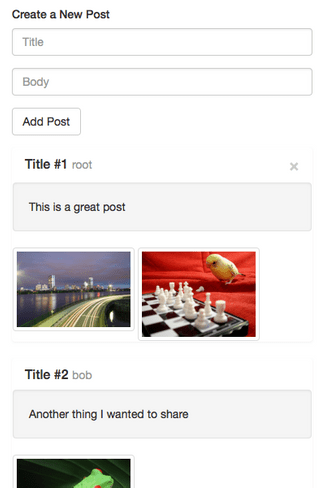 Create a New Post
Title
Body
Add Post
Title #1 root ×
This is a great post
Title #2 bob
Another thing I wanted to share